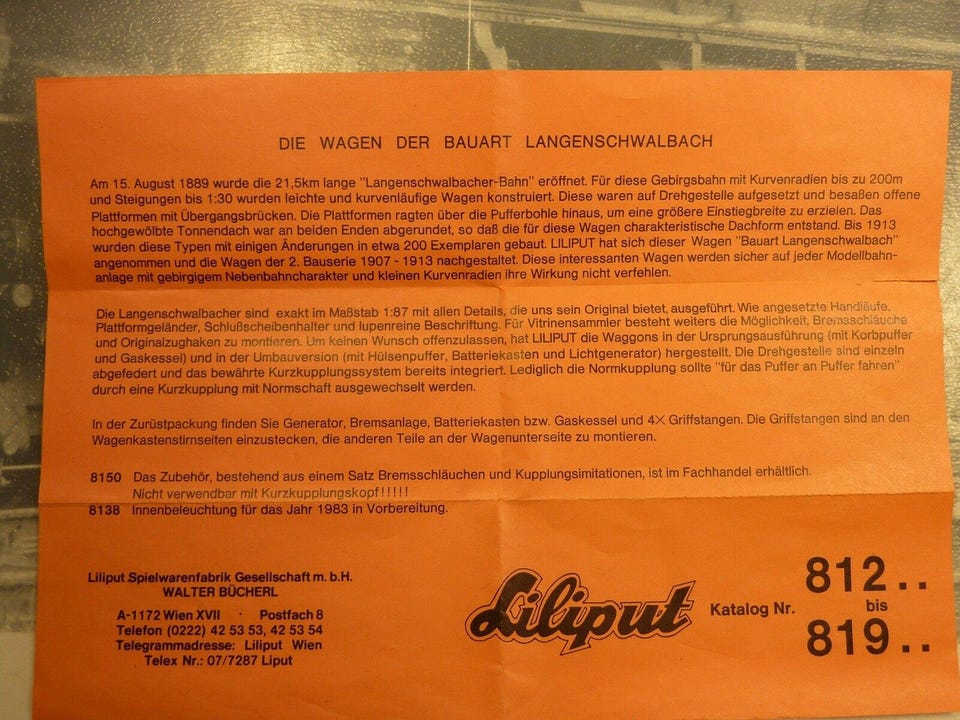 DIE WAGEN DER BAUART LANGENSCHWALBACH
Am 15. August 1889 wurde die 21,5km lange "Langenschwalbacher-Bahn" eröffnet. Für diese Gebirgsbahn mit Kurvenradien bis zu 200m
und Steigungen bis 1:30 wurden leichte und kurvenläufige Wagen konstruiert. Diese waren auf Drehgestelle aufgesetzt und besaßen offene
Plattformen mit Übergangsbrücken. Die Plattformen ragten über die Pufferbohle hinaus, um eine größere Einstiegbreite zu erzielen. Das
hochgewölbte Tonnendach war an beiden Enden abgerundet, so daß die für diese Wagen charakteristische Dachform entstand. Bis 1913
wurden diese Typen mit einigen Änderungen in etwa 200 Exemplaren gebaut. LILIPUT hat sich dieser Wagen "Bauart Langenschwalbach"
angenommen und die Wagen der 2. Bauserie 1907 - 1913 nachgestaltet. Diese interessanten Wagen werden sicher auf jeder Modellbahn-
anlage mit gebirgigem Nebenbahncharakter und kleinen Kurvenradien ihre Wirkung nicht verfehlen.
Die Langenschwalbacher sind exakt im Maßstab 1:87 mit allen Details, die uns sein Original bietet, ausgeführt. Wie angesetzte Handläufe,
Plattformgeländer, Schlußscheibenhalter und lupenreine Beschriftung. Für Vitrinensammler besteht weiters die Möglichkeit, Bremsschläuche
und Originalzughaken zu montieren. Um keinen Wunsch offenzulassen, hat LILIPUT die Waggons in der Ursprungsausführung (mit Korbpuffer
und Gaskessel) und in der Umbauversion (mit Hülsenpuffer, Batteriekasten und Lichtgenerator) hergestellt. Die Drehgestelle sind einzeln
abgefedert und das bewährte Kurzkupplungssystem bereits integriert. Lediglich die Normkupplung sollte "für das Puffer an Puffer fahren"
durch eine Kurzkupplung mit Normschaft ausgewechselt werden.
In der Zurüstpackung finden Sie Generator, Bremsanlage, Batteriekasten bzw. Gaskessel und 4× Griffstangen. Die Griffstangen sind an den
Wagenkastenstirnseiten einzustecken, die anderen Teile an der Wagenunterseite zu montieren.
8150 Das Zubehör, bestehend aus einem Satz Bremsschläuchen und Kupplungsimitationen, ist im Fachhandel erhältlich.
Nicht verwendbar mit Kurzkupplungskopf!!!!!
8138 Innenbeleuchtung für das Jahr 1983 in Vorbereitung.
Liliput Spielwarenfabrik Gesellschaft m. b. H.
WALTER BÜCHERL
A-1172 Wien XVII · Postfach 8
Telefon (0222) 42 53 53, 42 53 54
Telegrammadresse: Liliput Wien
Telex Nr.: 07/7287 Liput
Liliput
Katalog Nr. 812..
bis
819..